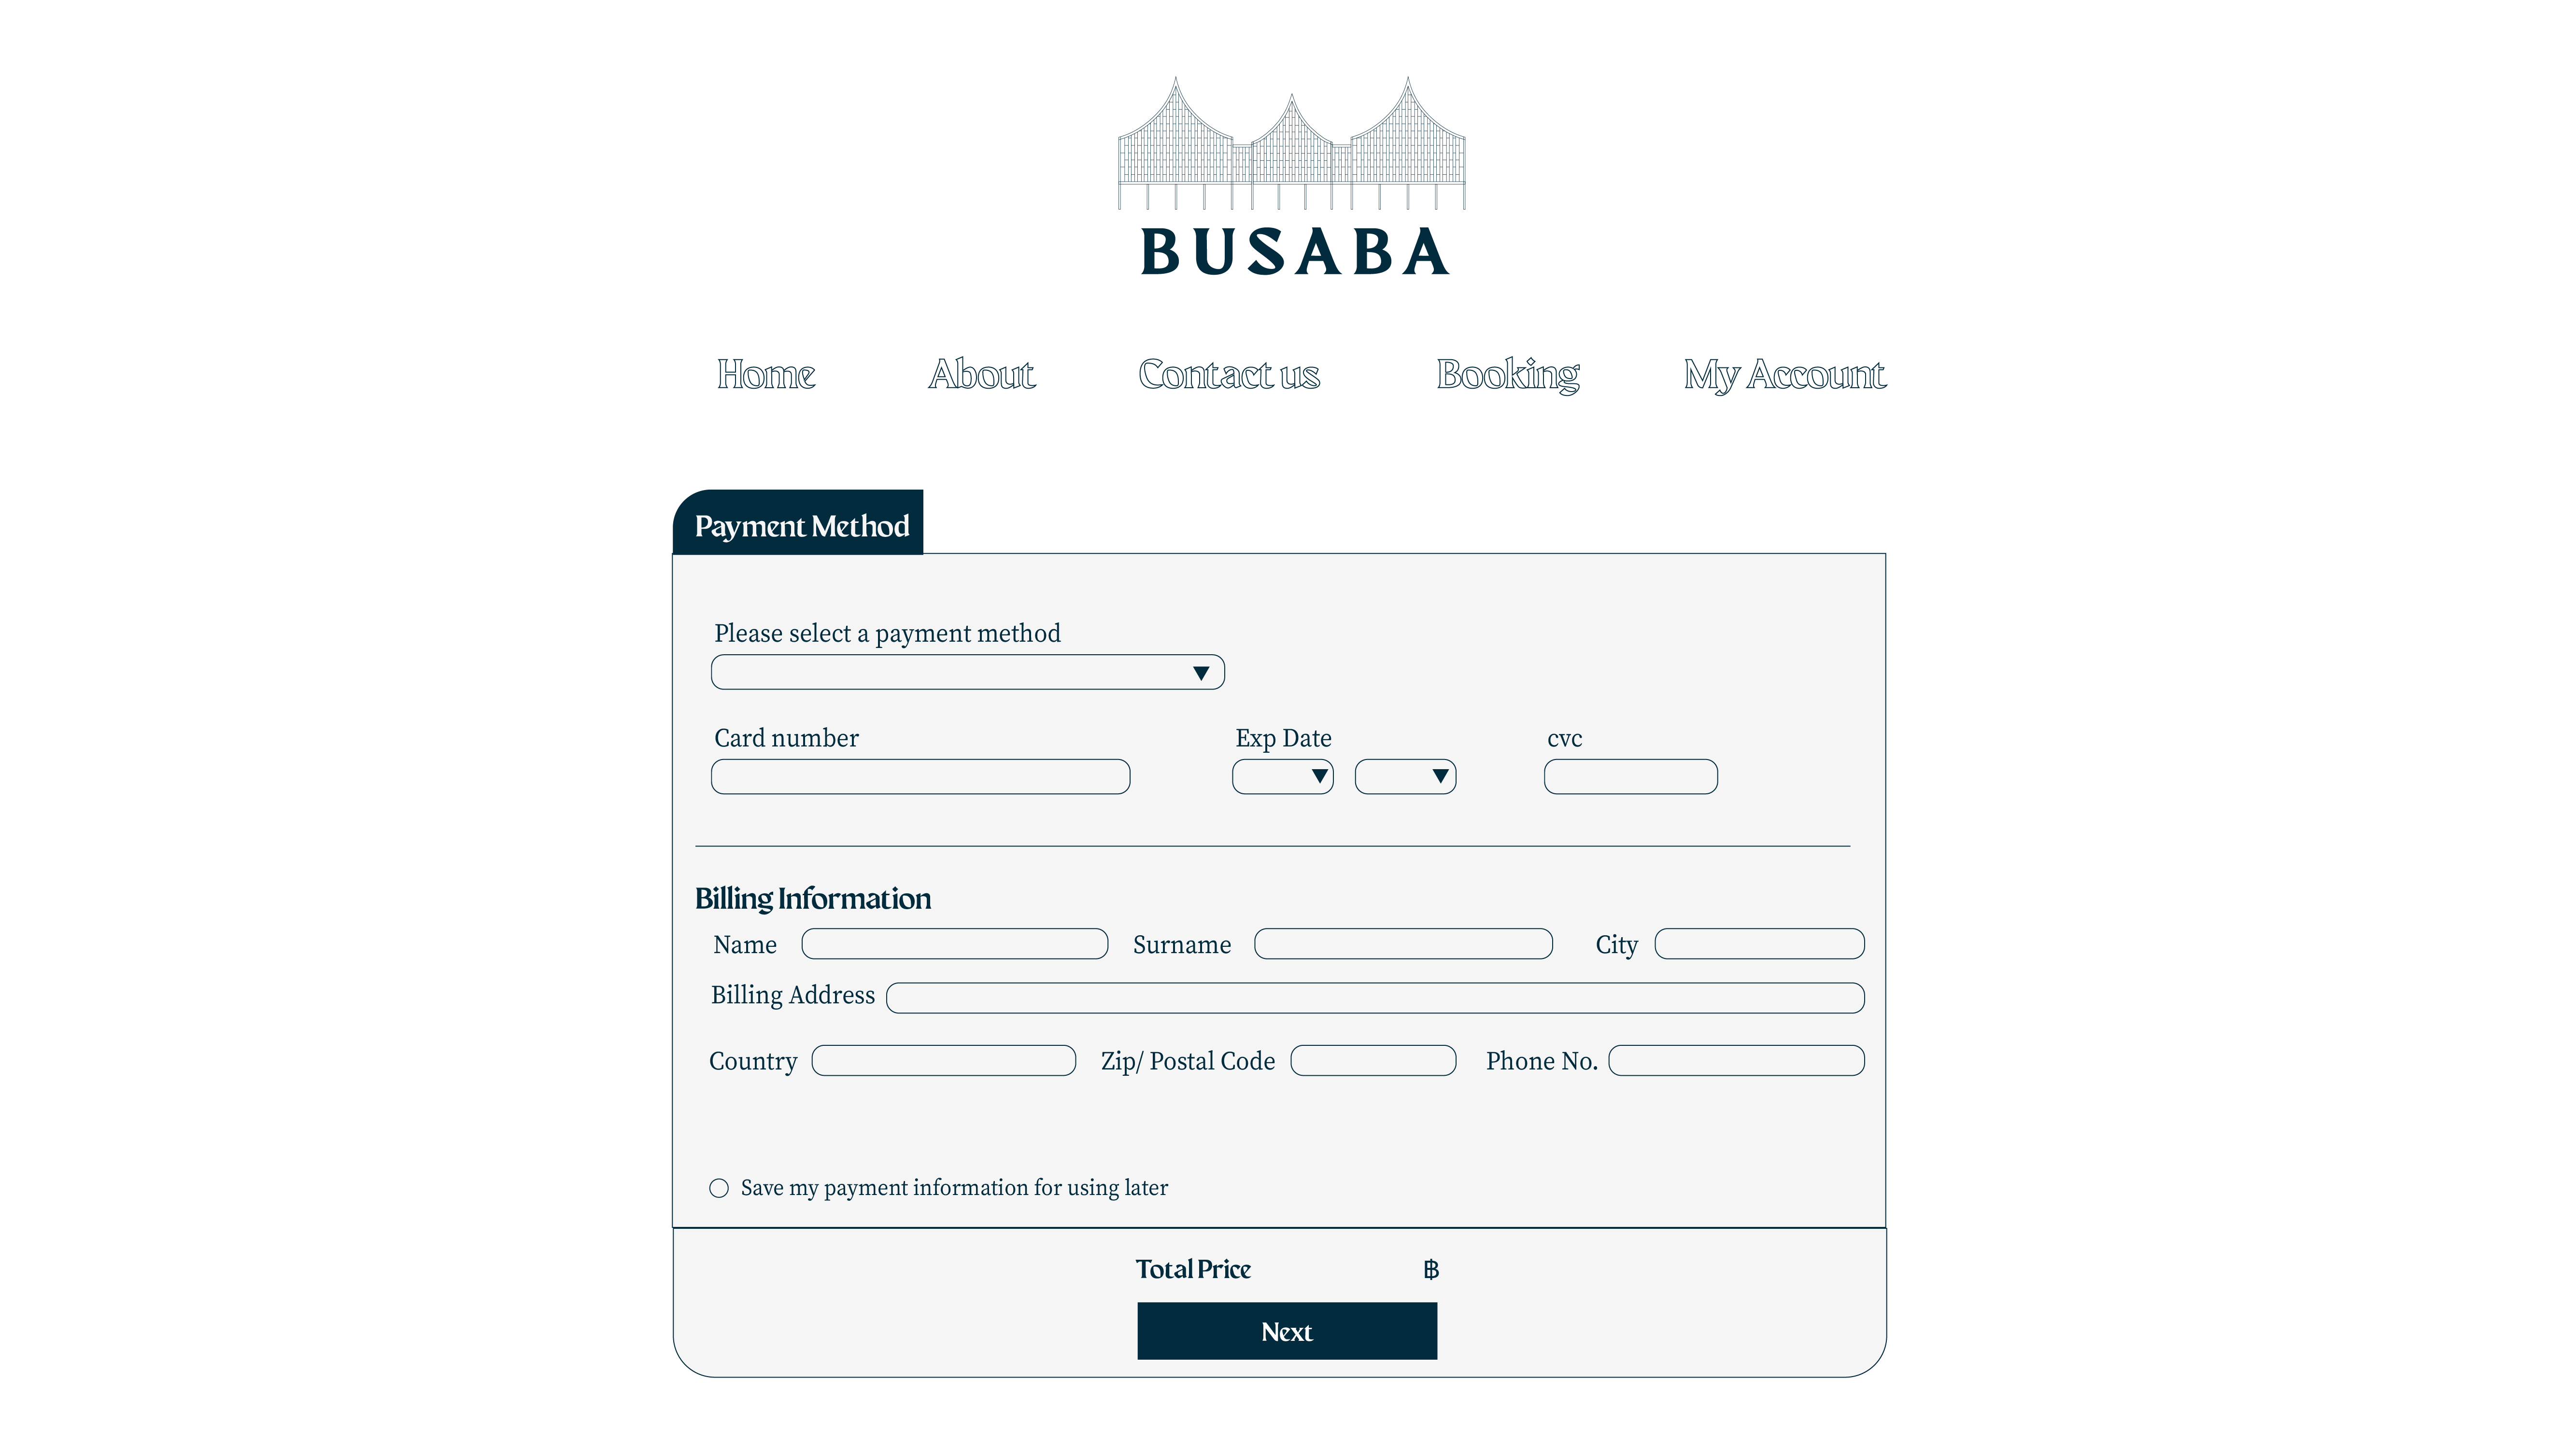 BUSABA
Home About Contact us Booking My Account
Payment Method
Please select a payment method
Card number Exp Date cvc
Billing Information
Name Surname City
Billing Address
Country Zip/ Postal Code Phone No.
Save my payment information for using later
Total Price ฿
Next